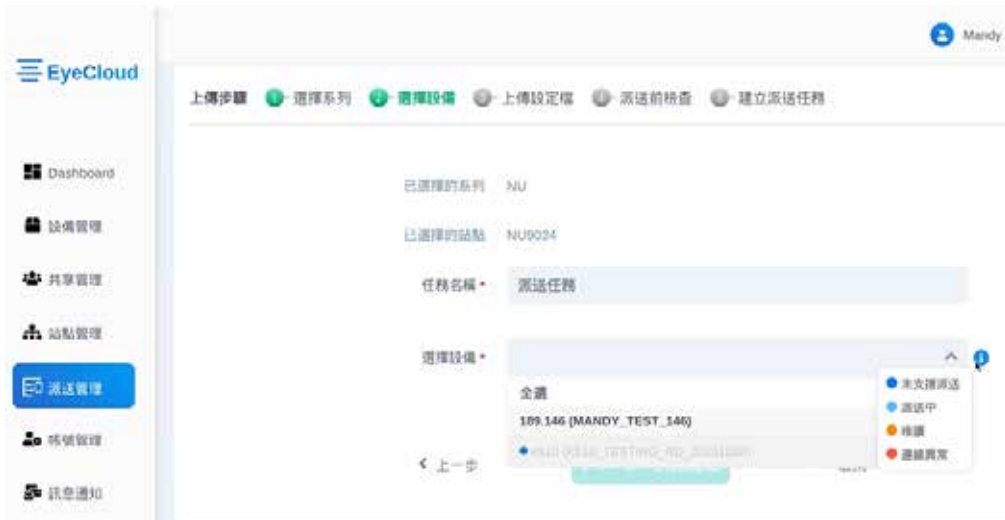 Mandy
EyeCloud
上傳步驟 選擇系列 選擇設備 上傳設定檔 派送前檢查 建立派送任務
Dashboard
設備管理
共享管理
站點管理
派送管理
帳號管理
訊息通知
已選擇的系列 NU
已選擇的站點 NU9024
任務名稱 • 派送任務
選擇設備 •
全選
189.146 (MANDY_TEST_146)
未支援派送
派送中
維護
連線異常
上一步